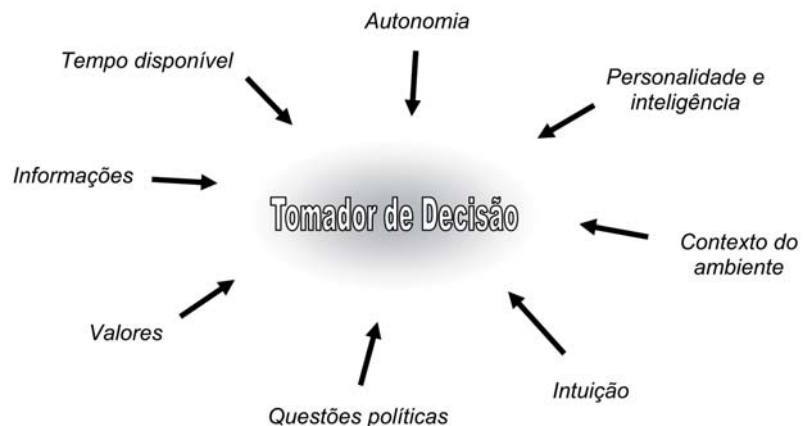 Autonomia
Tempo disponível
Personalidade e
inteligência
Informações
Tomador de Decisão
Contexto do
ambiente
Valores
Intuição
Questões políticas